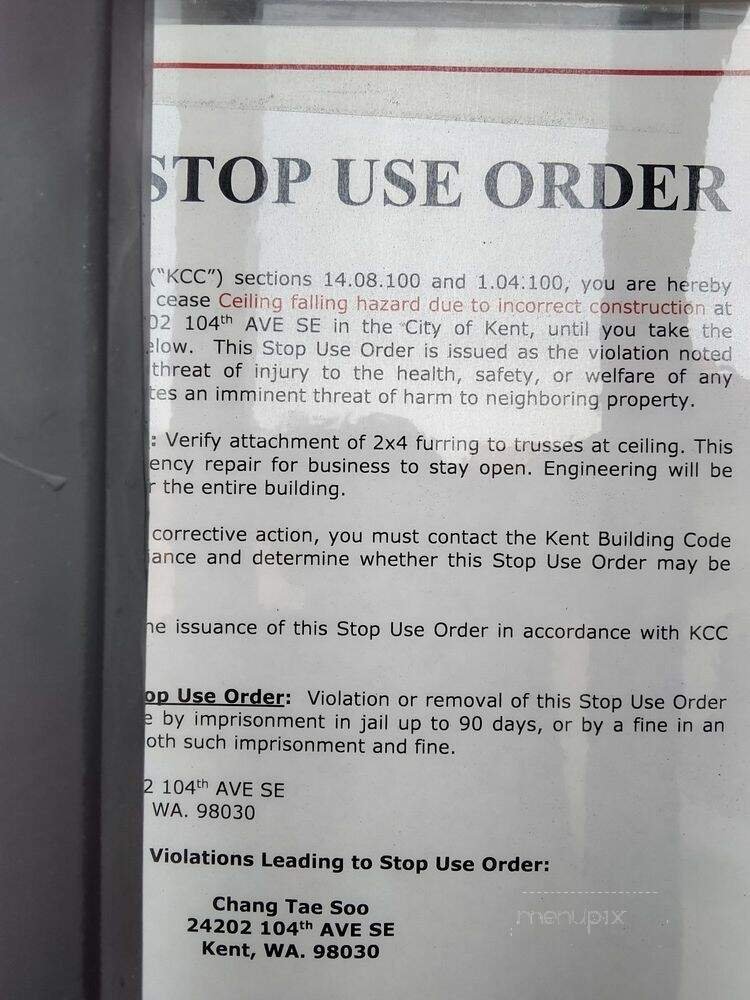 STOP USE ORDER
("KCC") sections 14.08.100 and 1.04.100, you are hereby
cease Ceiling falling hazard due to incorrect construction at
02 104th AVE SE in the City of Kent, until you take the
elow. This Stop Use Order is issued as the violation noted
threat of injury to the health, safety, or welfare of any
tes an imminent threat of harm to neighboring property.
: Verify attachment of 2x4 furring to trusses at ceiling. This
ency repair for business to stay open. Engineering will be
r the entire building.
corrective action, you must contact the Kent Building Code
iance and determine whether this Stop Use Order may be
he issuance of this Stop Use Order in accordance with KCC
op Use Order: Violation or removal of this Stop Use Order
e by imprisonment in jail up to 90 days, or by a fine in an
oth such imprisonment and fine.
2 104th AVE SE
WA. 98030
Violations Leading to Stop Use Order:
Chang Tae Soo
24202 104th AVE SE
Kent, WA. 98030
menupix